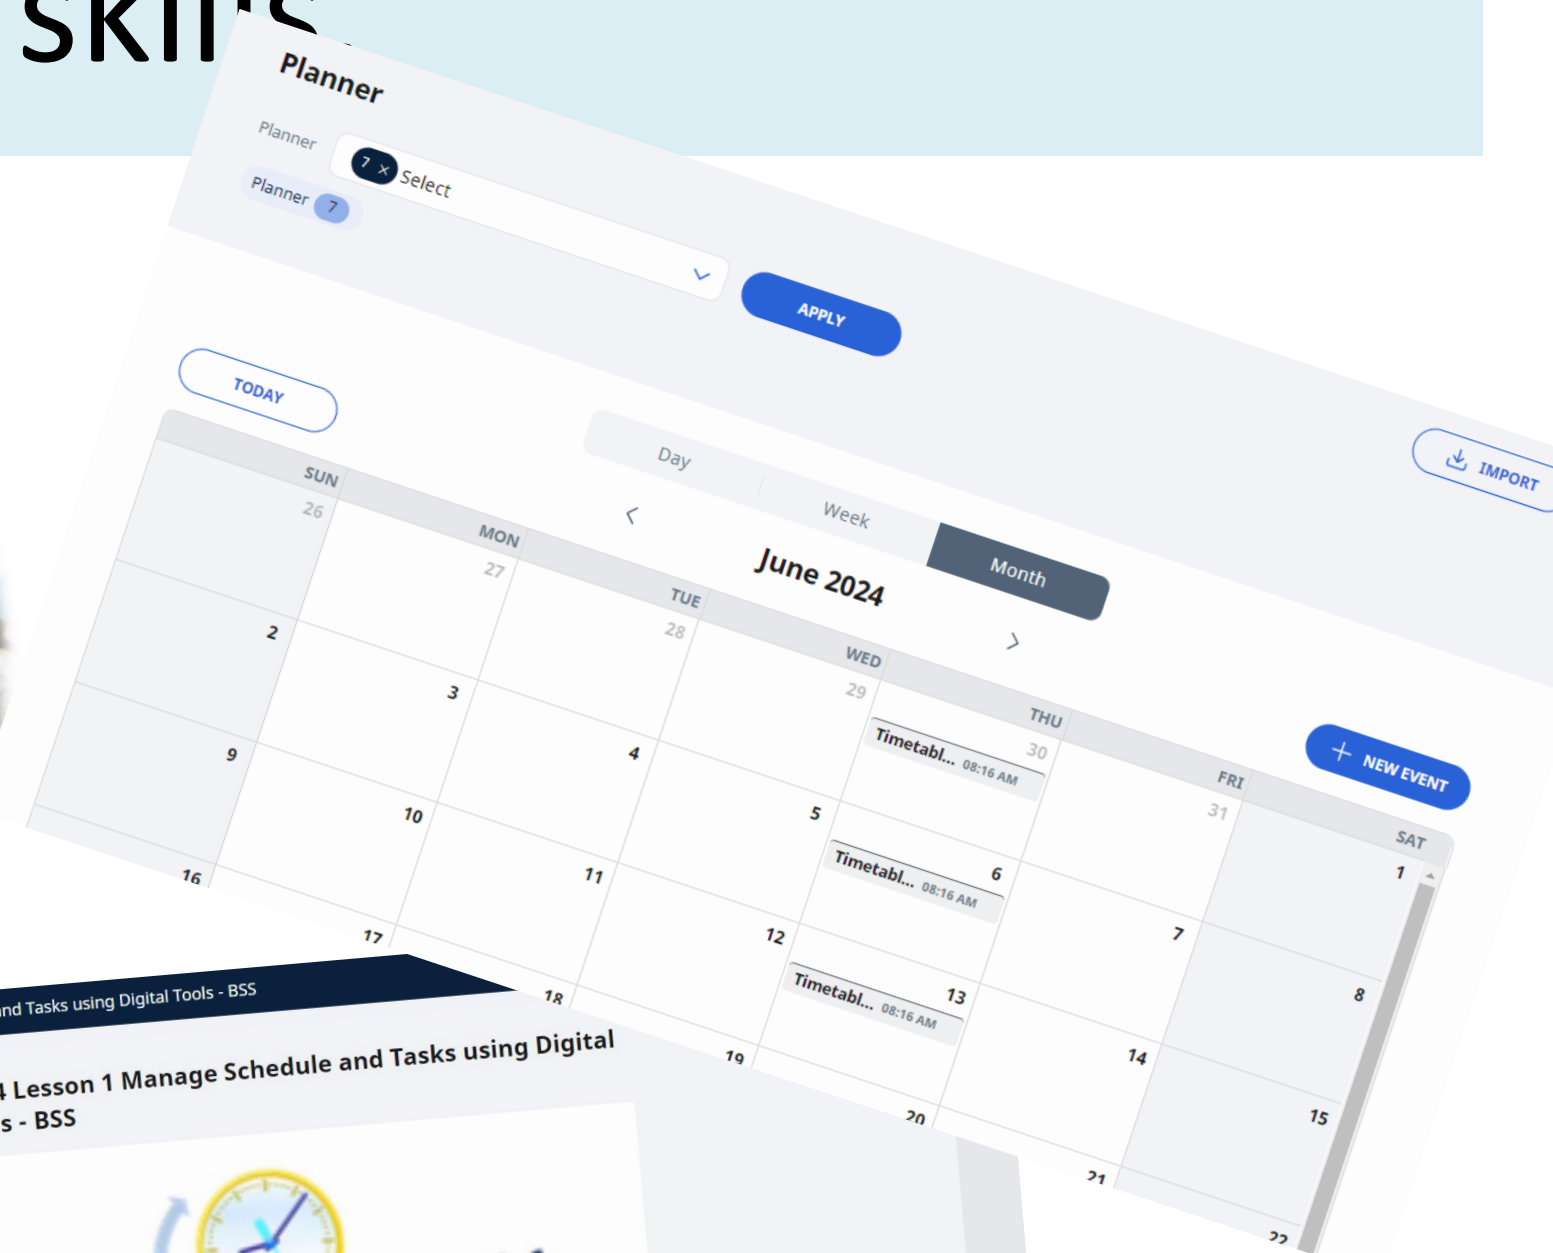 skills
Planner
Planner 7 × Select
Planner 7
APPLY
TODAY
IMPORT
Day Week Month
June 2024
NEW EVENT
SUN MON TUE WED THU FRI SAT
26 27 28 29 30 31 1
Timetabl... 08:16 AM
2 3 4 5 6 7 8
Timetabl... 08:16 AM
9 10 11 12 13 14 15
Timetabl... 08:16 AM
16 17 18 19 20 21 22
and Tasks using Digital Tools - BSS
4 Lesson 1 Manage Schedule and Tasks using Digital
s - BSS